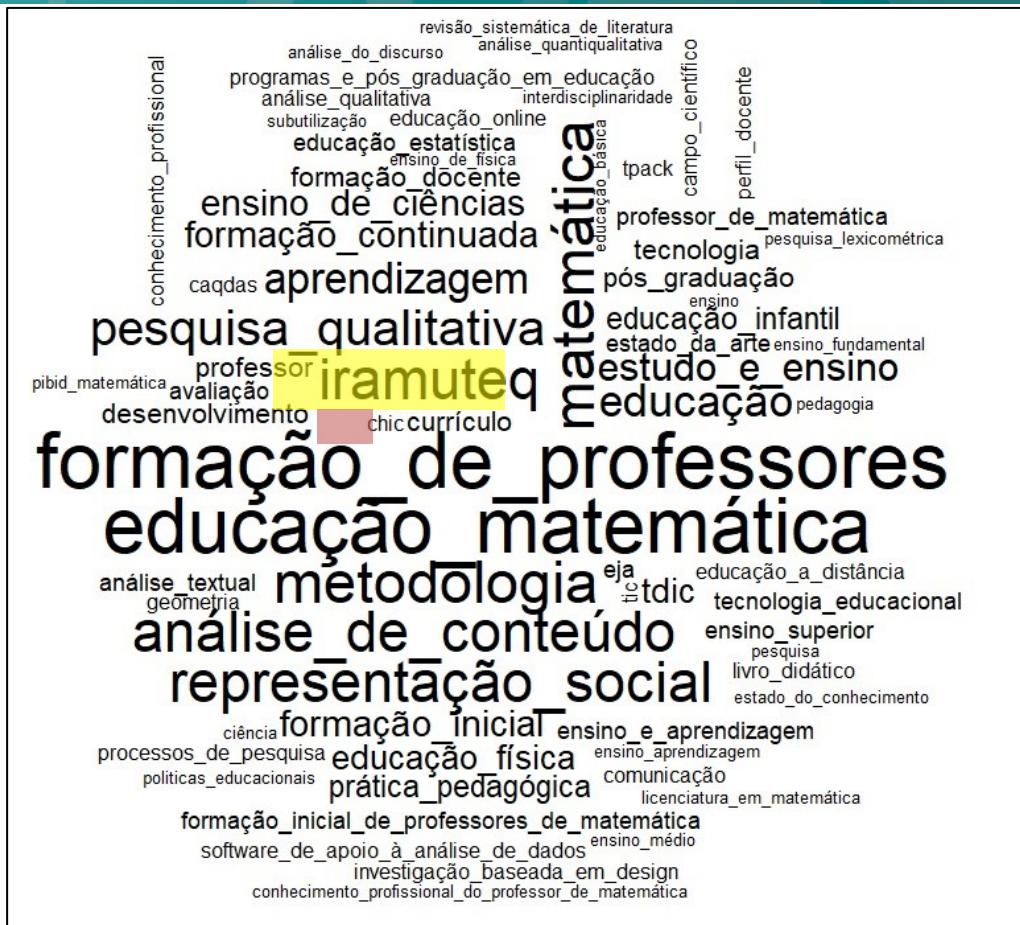 revisão_sistemática_de_literatura
análise_do_discurso análise_quantiqualitativa
programas_e_pós_graduação_em_educação
análise_qualitativa interdisciplinaridade
subutilização educação_online
educação_estatística
ensino_de_física
formação_docente
ensino_de_ciências
formação_continuada
conhecimento_profissional
matemática
educação_básica
tpack
campo_científico
perfil_docente
professor_de_matemática
tecnologia pesquisa_lexicométrica
caqdas aprendizagem
pós_graduação
ensino
pesquisa_qualitativa
educação_infantil
estado_da_arte ensino_fundamental
professor iramuteq
estudo_e_ensino
pibid_matemática avaliação
educação pedagogia
desenvolvimento chic currículo
formação_de_professores
educação_matemática
análise_textual metodologia eja
tic tdic educação_a_distância
geometria
tecnologia_educacional
análise_de_conteúdo ensino_superior
pesquisa
representação_social livro_didático
estado_do_conhecimento
ciência formação_inicial ensino_e_aprendizagem
processos_de_pesquisa educação_física ensino_aprendizagem
politicas_educacionais prática_pedagógica comunicação
licenciatura_em_matemática
formação_inicial_de_professores_de_matemática
software_de_apoio_à_análise_de_dados ensino_médio
investigação_baseada_em_design
conhecimento_profissional_do_professor_de_matemática